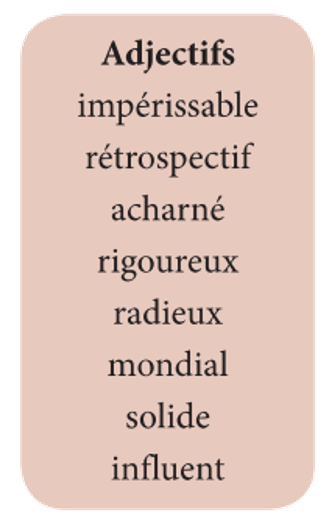 Adjectifs
impérissable
rétrospectif
acharné
rigoureux
radieux
mondial
solide
influent